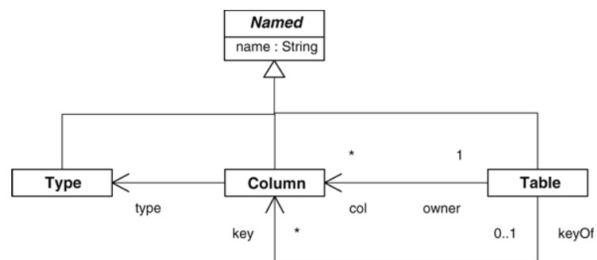 Named
name : String
* 1
Type Column Table
type col owner
key * 0..1 keyOf